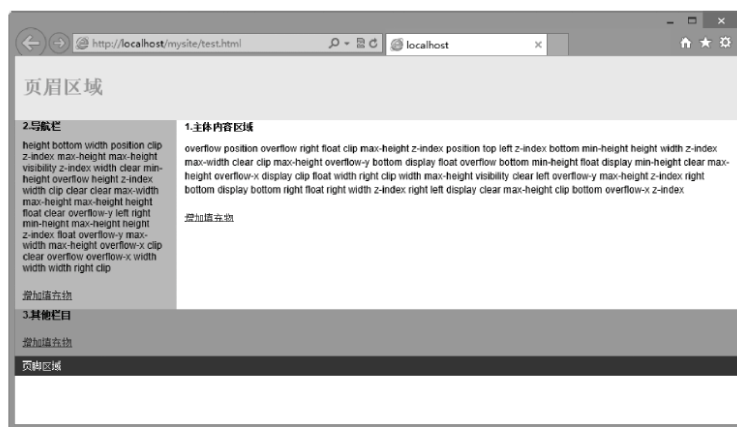 http://localhost/mysite/test.html
localhost
页眉区域
2.导航栏
height bottom width position clip
z-index max-height max-height
visibility z-index width clear min-
height overflow height z-index
width clip clear clear max-width
max-height max-height height
float clear overflow-y left right
min-height max-height height
z-index float overflow-y max-
width max-height overflow-x clip
clear overflow overflow-x width
width width right clip
增加填充物
1.主体内容区域
overflow position overflow right float clip max-height z-index position top left z-index bottom min-height height width z-index
max-width clear clip max-height overflow-y bottom display float overflow bottom min-height float display min-height clear max-
height overflow-x display clip float width right clip width max-height visibility clear left overflow-y max-height z-index right
bottom display bottom right float right width z-index right left display clear max-height clip bottom overflow-x z-index
增加填充物
3.其他栏目
增加填充物
页脚区域